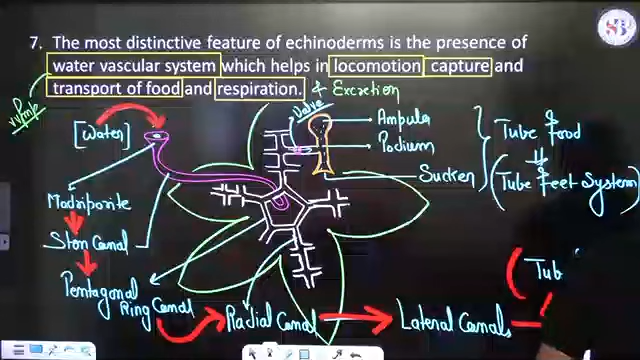 7. The most distinctive feature of echinoderms is the presence of
water vascular system which helps in locomotion capture and
transport of food and respiration. & Excretion
vvImp
Valve
[Water]
Ampula
Podium
Sucker
Tube food
(Tube Feet System)
Madriporite
Ston Canal
Pentagonal
Ring Canal
Radial Canal
Lateral Canals
(Tub
SB